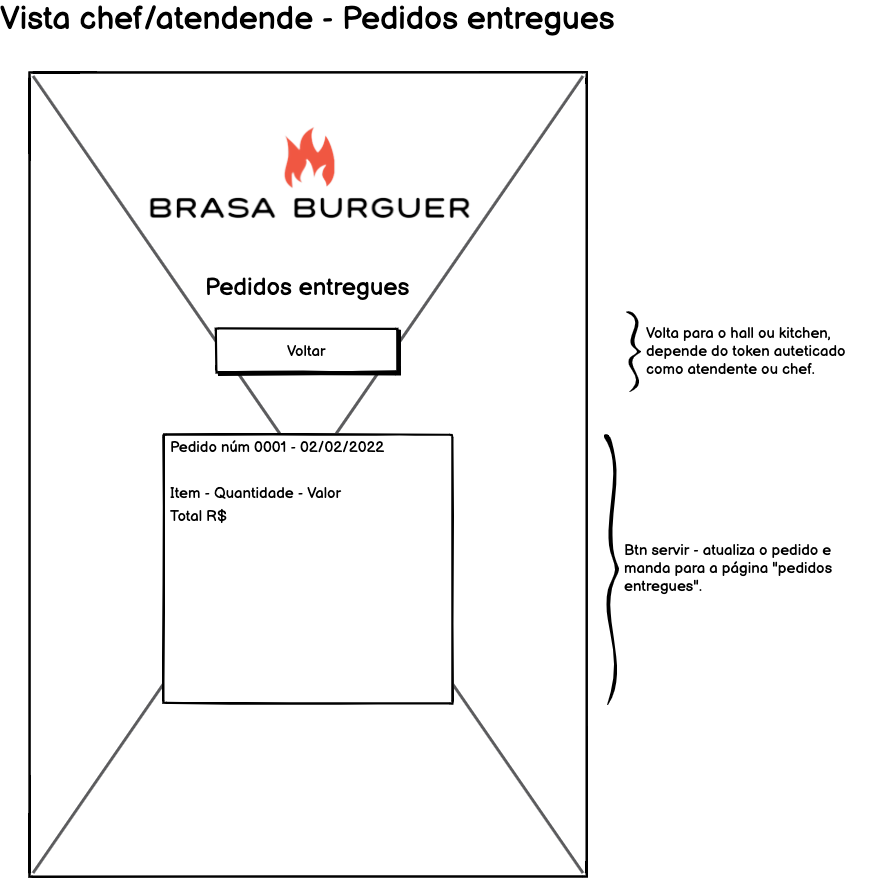 Vista chef/atendende - Pedidos entregues
BRASA BURGUER
Pedidos entregues
Voltar
Volta para o hall ou kitchen,
depende do token auteticado
como atendente ou chef.
Pedido núm 0001 - 02/02/2022
Item - Quantidade - Valor
Total R$
Btn servir - atualiza o pedido e
manda para a página "pedidos
entregues".